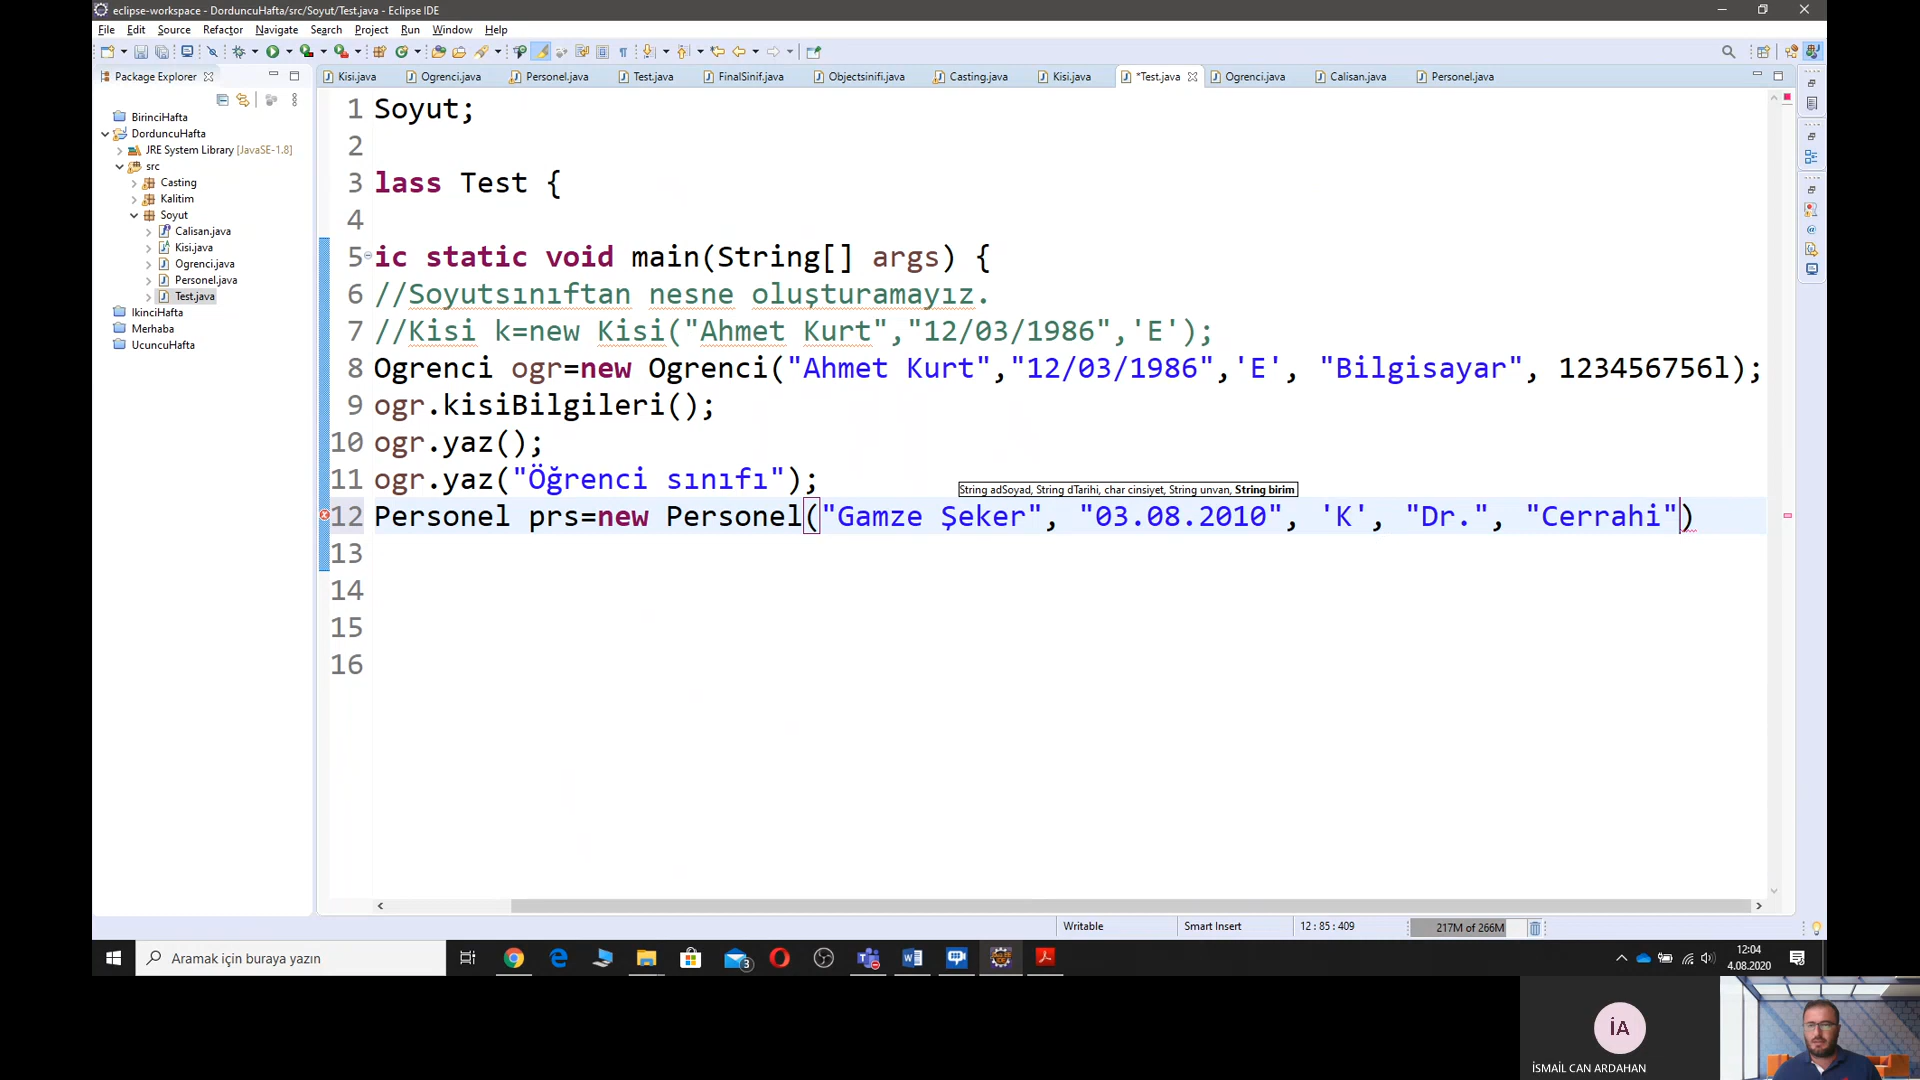 eclipse-workspace - DorduncuHafta/src/Soyut/Test.java - Eclipse IDE
File Edit Source Refactor Navigate Search Project Run Window Help
Package Explorer
Kisi.java Ogrenci.java Personel.java Test.java FinalSinif.java Objectsinifi.java Casting.java Kisi.java *Test.java Ogrenci.java Calisan.java Personel.java
BirinciHafta
DorduncuHafta
JRE System Library [JavaSE-1.8]
src
Casting
Kalitim
Soyut
Calisan.java
Kisi.java
Ogrenci.java
Personel.java
Test.java
IkinciHafta
Merhaba
UcuncuHafta
1 Soyut;
2
3 lass Test {
4
5 ic static void main(String[] args) {
6 //Soyutsınıftan nesne oluşturamayız.
7 //Kisi k=new Kisi("Ahmet Kurt","12/03/1986",'E');
8 Ogrenci ogr=new Ogrenci("Ahmet Kurt","12/03/1986",'E', "Bilgisayar", 123456756l);
9 ogr.kisiBilgileri();
10 ogr.yaz();
11 ogr.yaz("Öğrenci sınıfı");
String adSoyad, String dTarihi, char cinsiyet, String unvan, String birim
12 Personel prs=new Personel("Gamze Şeker", "03.08.2010", 'K', "Dr.", "Cerrahi")
13
14
15
16
Writable Smart Insert 12 : 85 : 409 217M of 266M
Aramak için buraya yazın
3
12:04
4.08.2020
İA
İSMAİL CAN ARDAHAN